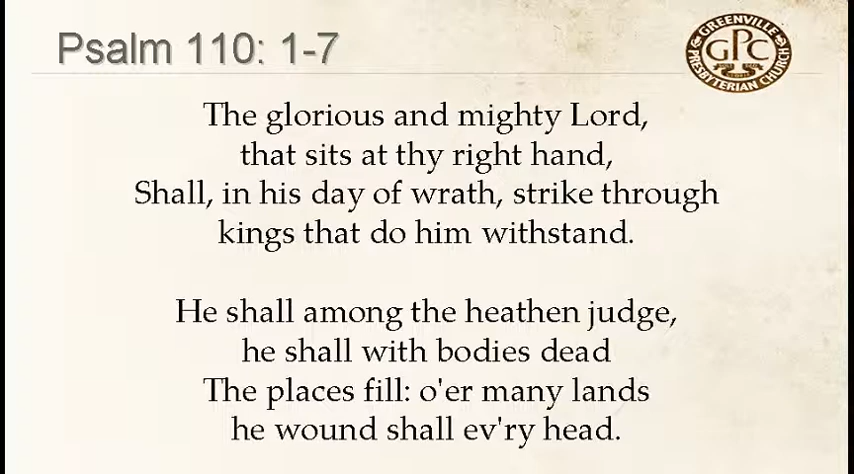 Psalm 110: 1-7
GREENVILLE
GPC
PRESBYTERIAN CHURCH
The glorious and mighty Lord,
that sits at thy right hand,
Shall, in his day of wrath, strike through
kings that do him withstand.
He shall among the heathen judge,
he shall with bodies dead
The places fill: o'er many lands
he wound shall ev'ry head.